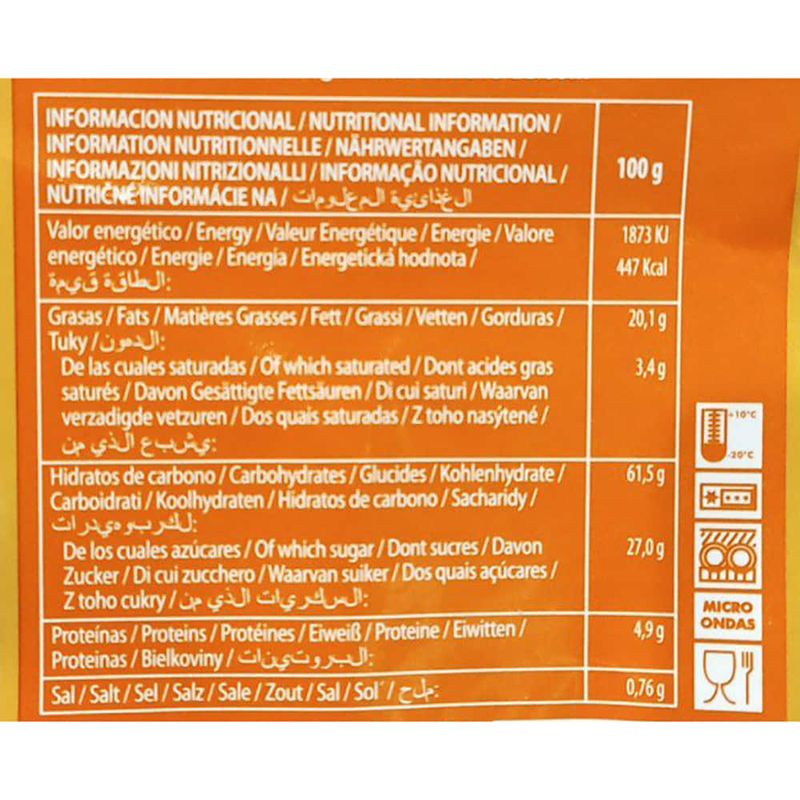 INFORMACION NUTRICIONAL / NUTRITIONAL INFORMATION /
INFORMATION NUTRITIONNELLE / NÄHRWERTANGABEN /
INFORMAZJONI NITRIZIONALLI / INFORMAÇÃO NUTRICIONAL /
NUTRIČNÉ INFORMÁCIE NA / الغذائية المعلومات
100 g
Valor energético / Energy / Valeur Energétique / Energie / Valore
energético / Energie / Energia / Energetická hodnota /
الطاقة قيمة:
1873 KJ
447 Kcal
Grasas / Fats / Matières Grasses / Fett / Grassi / Vetten / Gorduras /
Tuky / الدهون:
20,1 g
De las cuales saturadas / Of which saturated / Dont acides gras
saturés / Davon Gesättigte Fettsäuren / Di cui saturi / Waarvan
verzadigde vetzuren / Dos quais saturadas / Z toho nasýtené /
يشبع الذي من:
3,4 g
Hidratos de carbono / Carbohydrates / Glucides / Kohlenhydrate /
Carboidrati / Koolhydraten / Hidratos de carbono / Sacharidy /
لكربوهيدرات:
61,5 g
De los cuales azúcares / Of which sugar / Dont sucres / Davon
Zucker / Di cui zucchero / Waarvan suiker / Dos quais açúcares /
Z toho cukry / السكريات الذي من:
27,0 g
Proteínas / Proteins / Protéines / Eiweiß / Proteine / Eiwitten /
Proteinas / Bielkoviny / البروتينات:
4,9 g
Sal / Salt / Sel / Salz / Sale / Zout / Sal / Sol´ / ملح:
0,76 g
+10°C
-20°C
MICRO
ONDAS